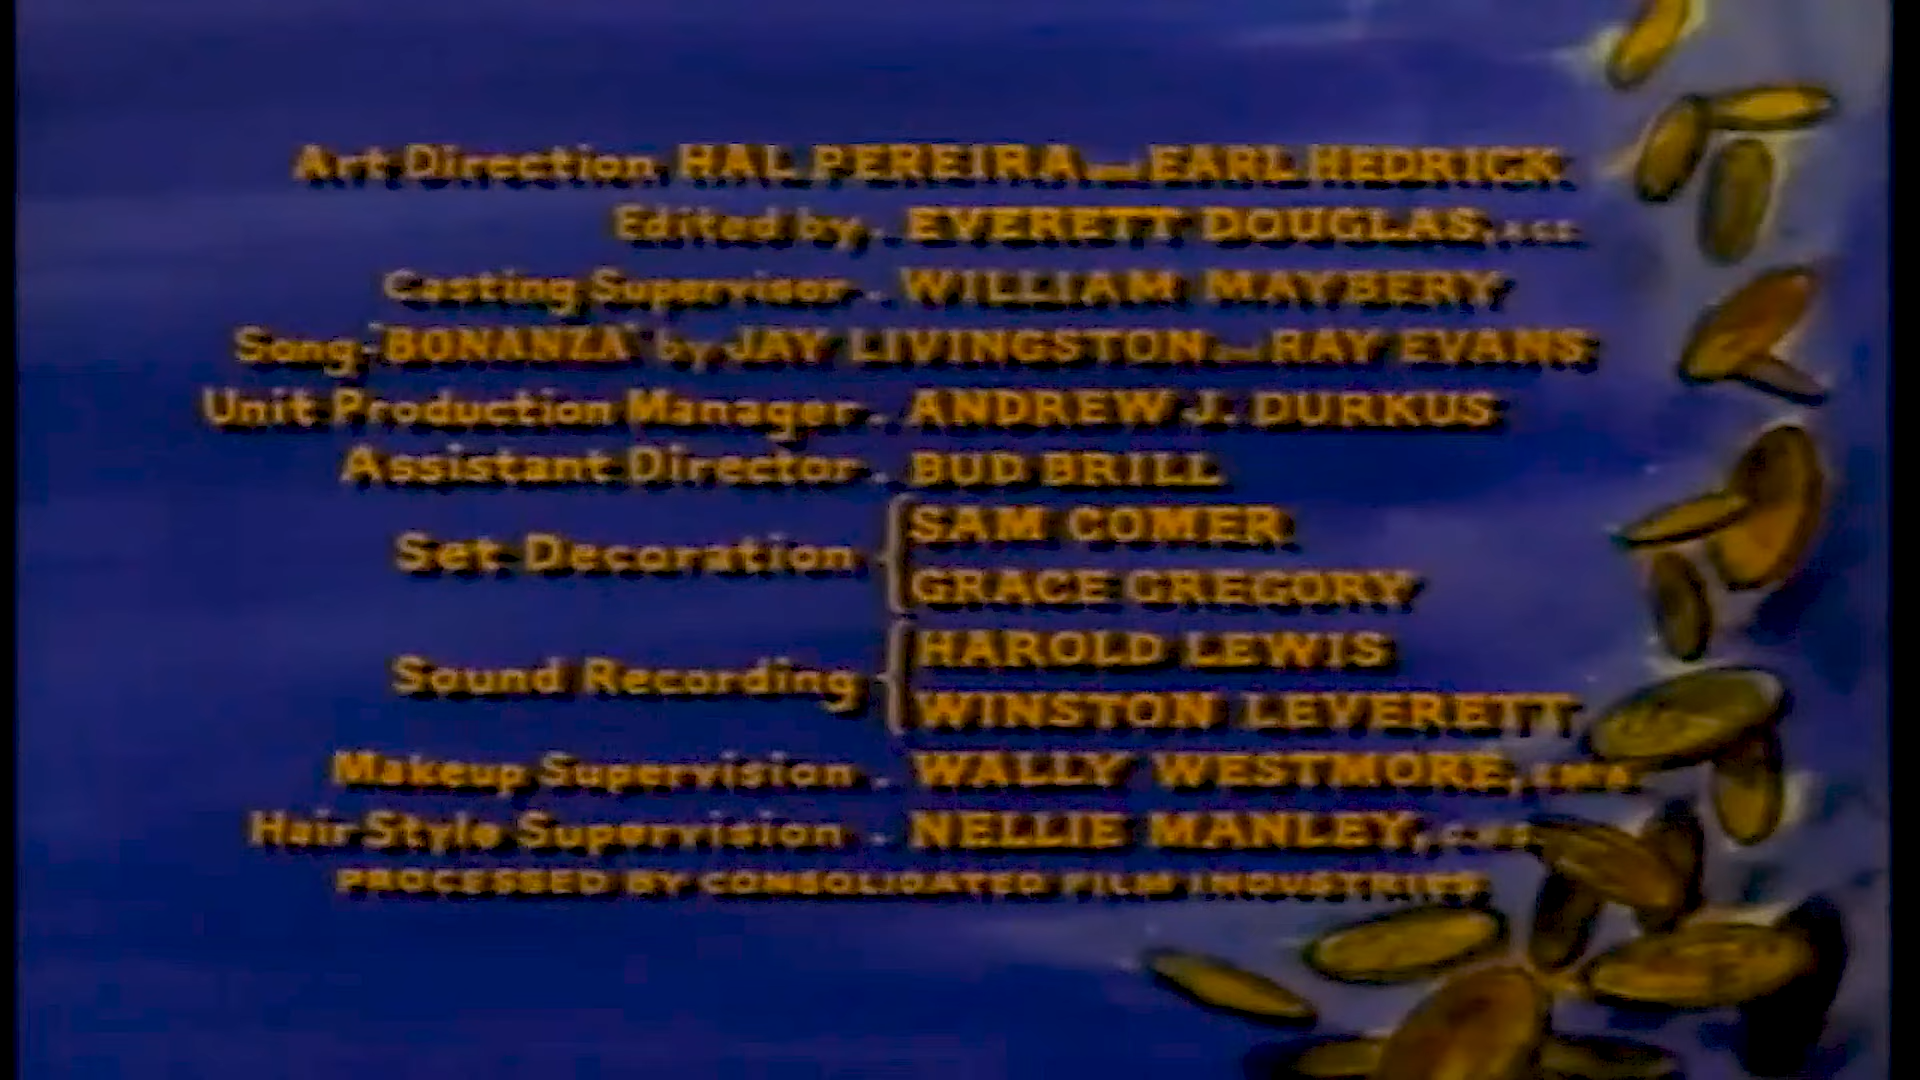 Art Direction HAL PEREIRA and EARL HEDRICK
Edited by . EVERETT DOUGLAS, A.C.E.
Casting Supervisor . WILLIAM MAYBERY
Song-"BONANZA" by JAY LIVINGSTON and RAY EVANS
Unit Production Manager . ANDREW J. DURKUS
Assistant Director . BUD BRILL
Set Decoration SAM COMER
GRACE GREGORY
Sound Recording HAROLD LEWIS
WINSTON LEVERETT
Makeup Supervision . WALLY WESTMORE,
Hair Style Supervision . NELLIE MANLEY,
PROCESSED BY CONSOLIDATED FILM INDUSTRIES